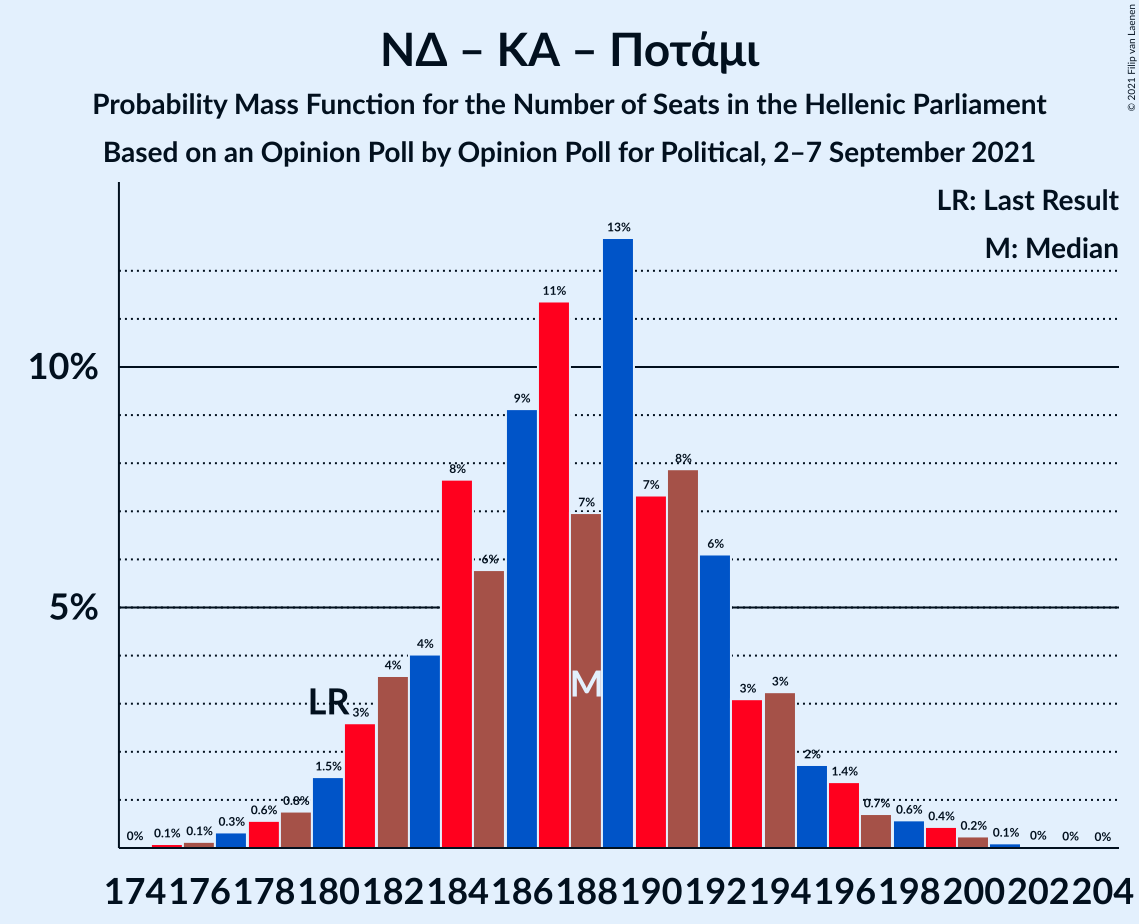 ΝΔ – ΚΑ – Ποτάμι
Probability Mass Function for the Number of Seats in the Hellenic Parliament
Based on an Opinion Poll by Opinion Poll for Political, 2–7 September 2021
© 2021 Filip van Laenen
LR: Last Result
M: Median
10%
5%
0% 0.1% 0.1% 0.3% 0.6% 0.8% 1.5% 3% 4% 4% 8% 6% 9% 11% 7% 13% 7% 8% 6% 3% 3% 2% 1.4% 0.7% 0.6% 0.4% 0.2% 0.1% 0% 0% 0%
LR
M
174 176 178 180 182 184 186 188 190 192 194 196 198 200 202 204